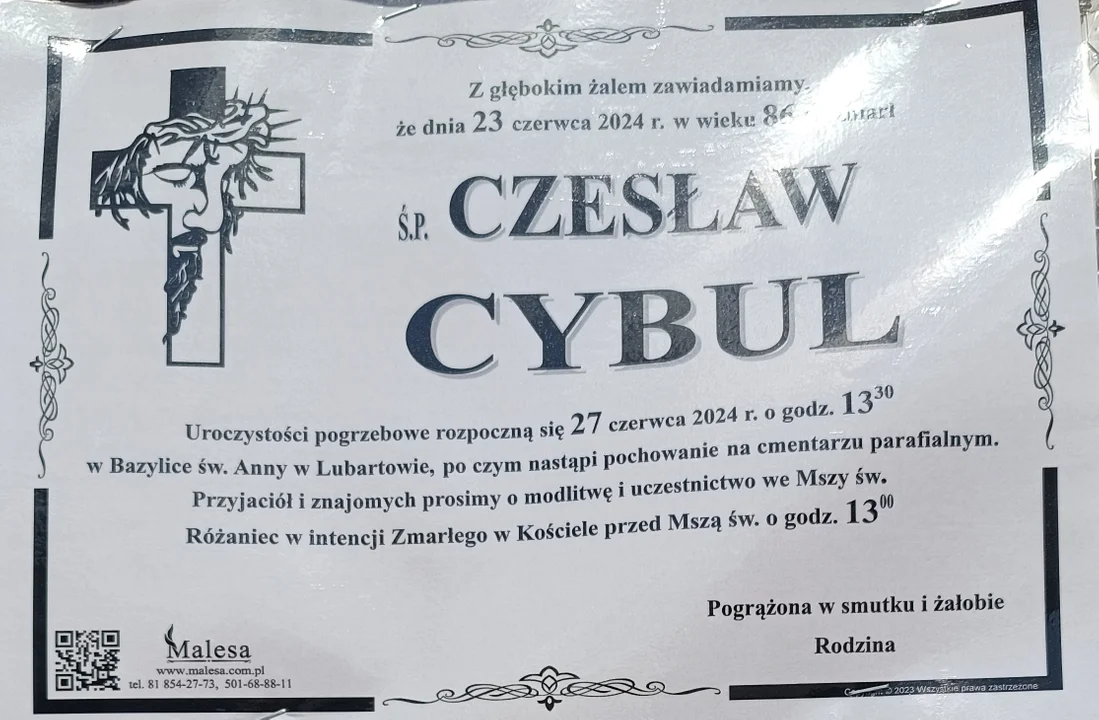 Z głębokim żalem zawiadamiamy,
że dnia 23 czerwca 2024 r. w wieku 86
Ś.P. CZESŁAW
CYBUL
Uroczystości pogrzebowe rozpoczną się 27 czerwca 2024 r. o godz. 13³⁰
w Bazylice św. Anny w Lubartowie, po czym nastąpi pochowanie na cmentarzu parafialnym.
Przyjaciół i znajomych prosimy o modlitwę i uczestnictwo we Mszy św.
Różaniec w intencji Zmarłego w Kościele przed Mszą św. o godz. 13⁰⁰
Pogrążona w smutku i żałobie
Rodzina
Malesa
www.malesa.com.pl
tel. 81 854-27-73, 501-68-88-11
© 2023 Wszystkie prawa zastrzeżone